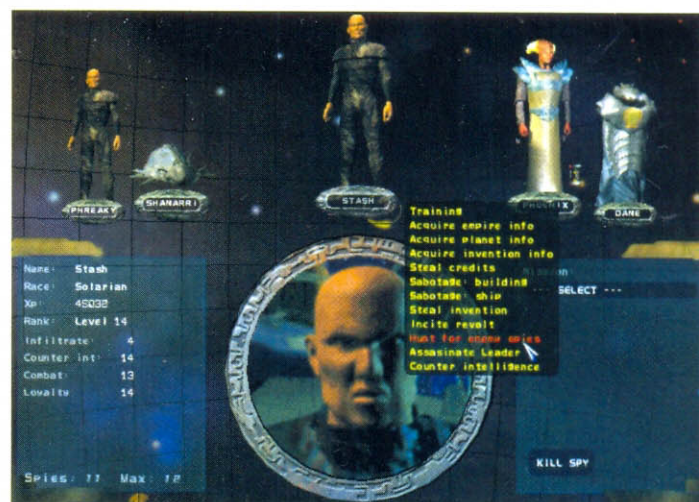 PHREAKY
SHANARRI
STASH
PHOENIX
DANE
Training
Acquire empire info
Acquire planet info
Acquire invention info
Steal credits
Sabotage: building
Sabotage: ship
Steal invention
Incite revolt
Hunt for enemy spies
Assasinate Leader
Counter intelligence
Name: Stash
Race: Solarian
Xp: 45032
Rank: Level 14
Infiltrate: 4
Counter int: 14
Combat: 13
Loyalty 14
Spies: 11 Max: 12
Mission:
SELECT ---
KILL SPY